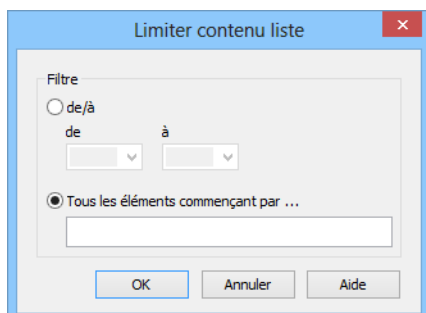 Limiter contenu liste
Filtre
de/à
de à
Tous les éléments commençant par ...
OK Annuler Aide